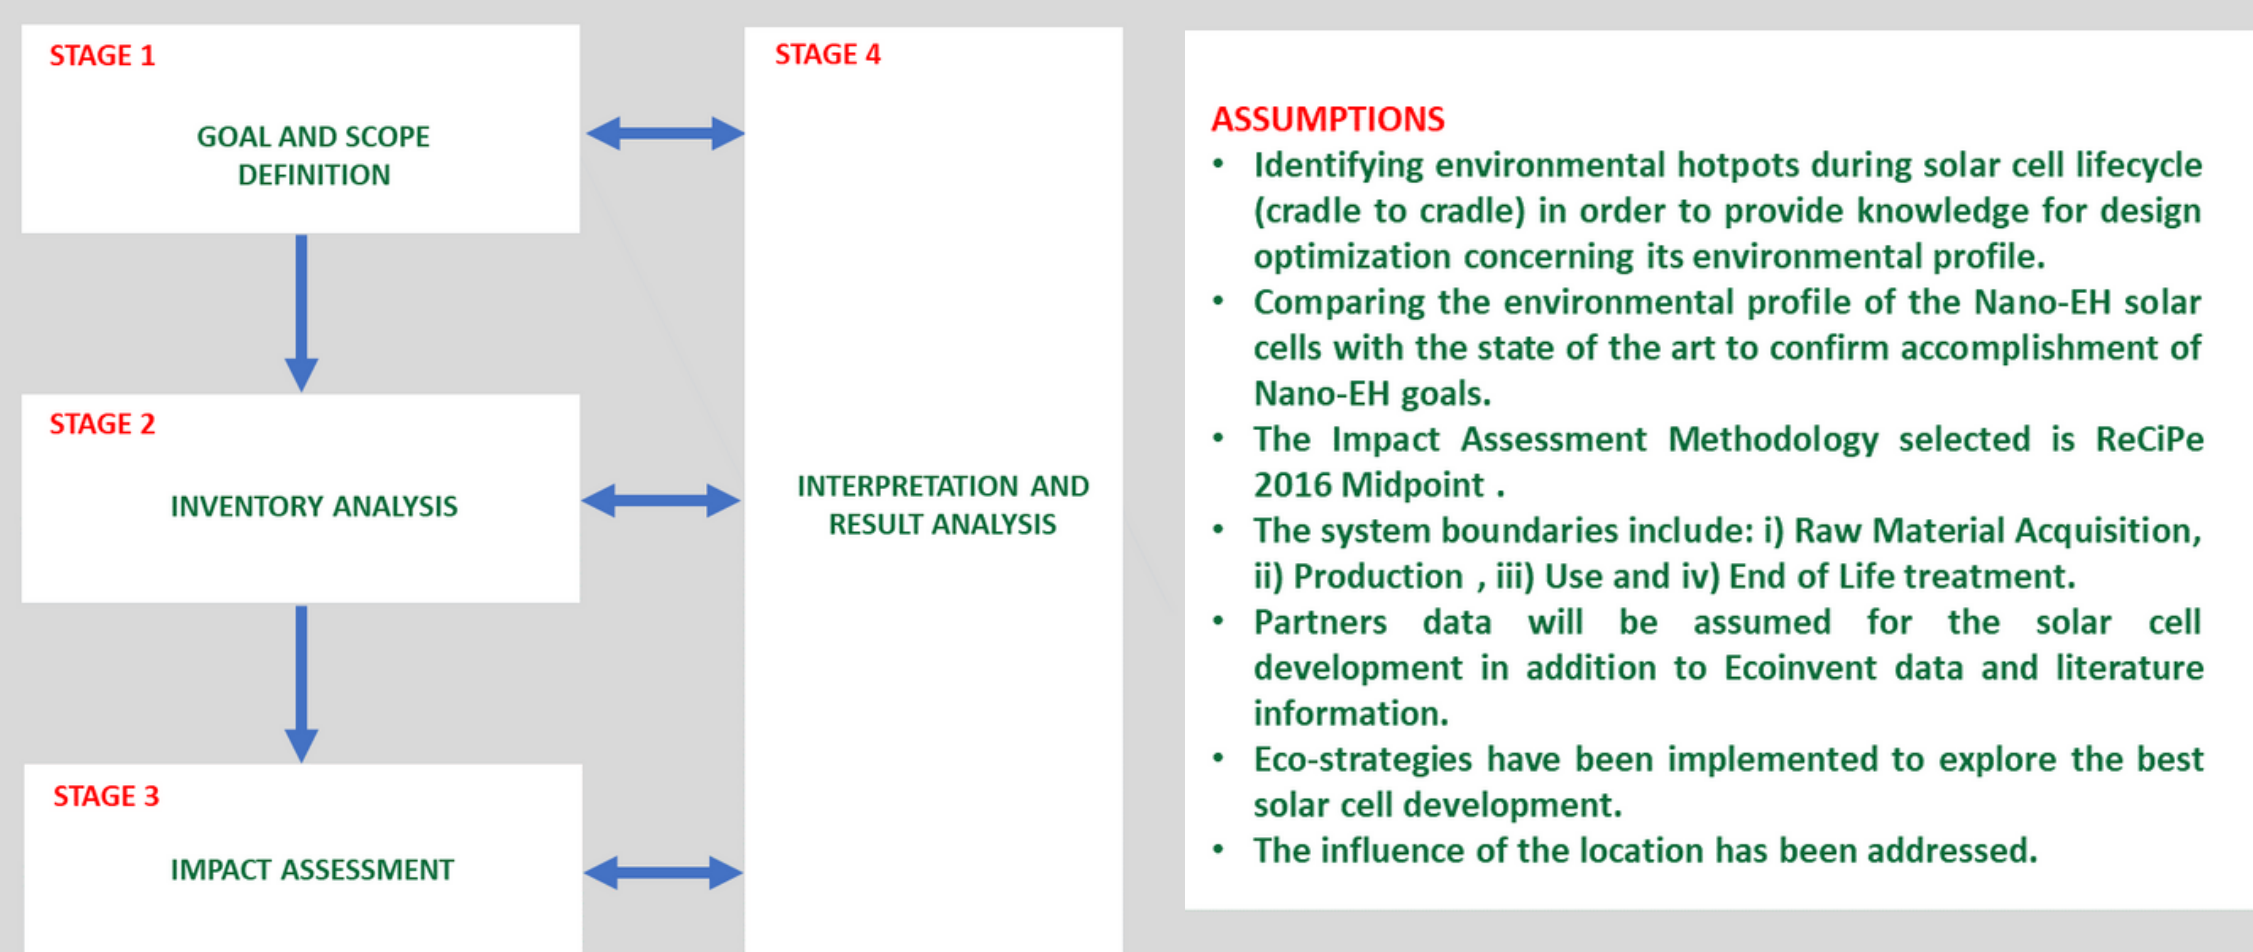 STAGE 1
GOAL AND SCOPE
DEFINITION
STAGE 2
INVENTORY ANALYSIS
STAGE 3
IMPACT ASSESSMENT
STAGE 4
INTERPRETATION AND
RESULT ANALYSIS
ASSUMPTIONS
• Identifying environmental hotpots during solar cell lifecycle
(cradle to cradle) in order to provide knowledge for design
optimization concerning its environmental profile.
• Comparing the environmental profile of the Nano-EH solar
cells with the state of the art to confirm accomplishment of
Nano-EH goals.
• The Impact Assessment Methodology selected is ReCiPe
2016 Midpoint .
• The system boundaries include: i) Raw Material Acquisition,
ii) Production , iii) Use and iv) End of Life treatment.
• Partners data will be assumed for the solar cell
development in addition to Ecoinvent data and literature
information.
• Eco-strategies have been implemented to explore the best
solar cell development.
• The influence of the location has been addressed.